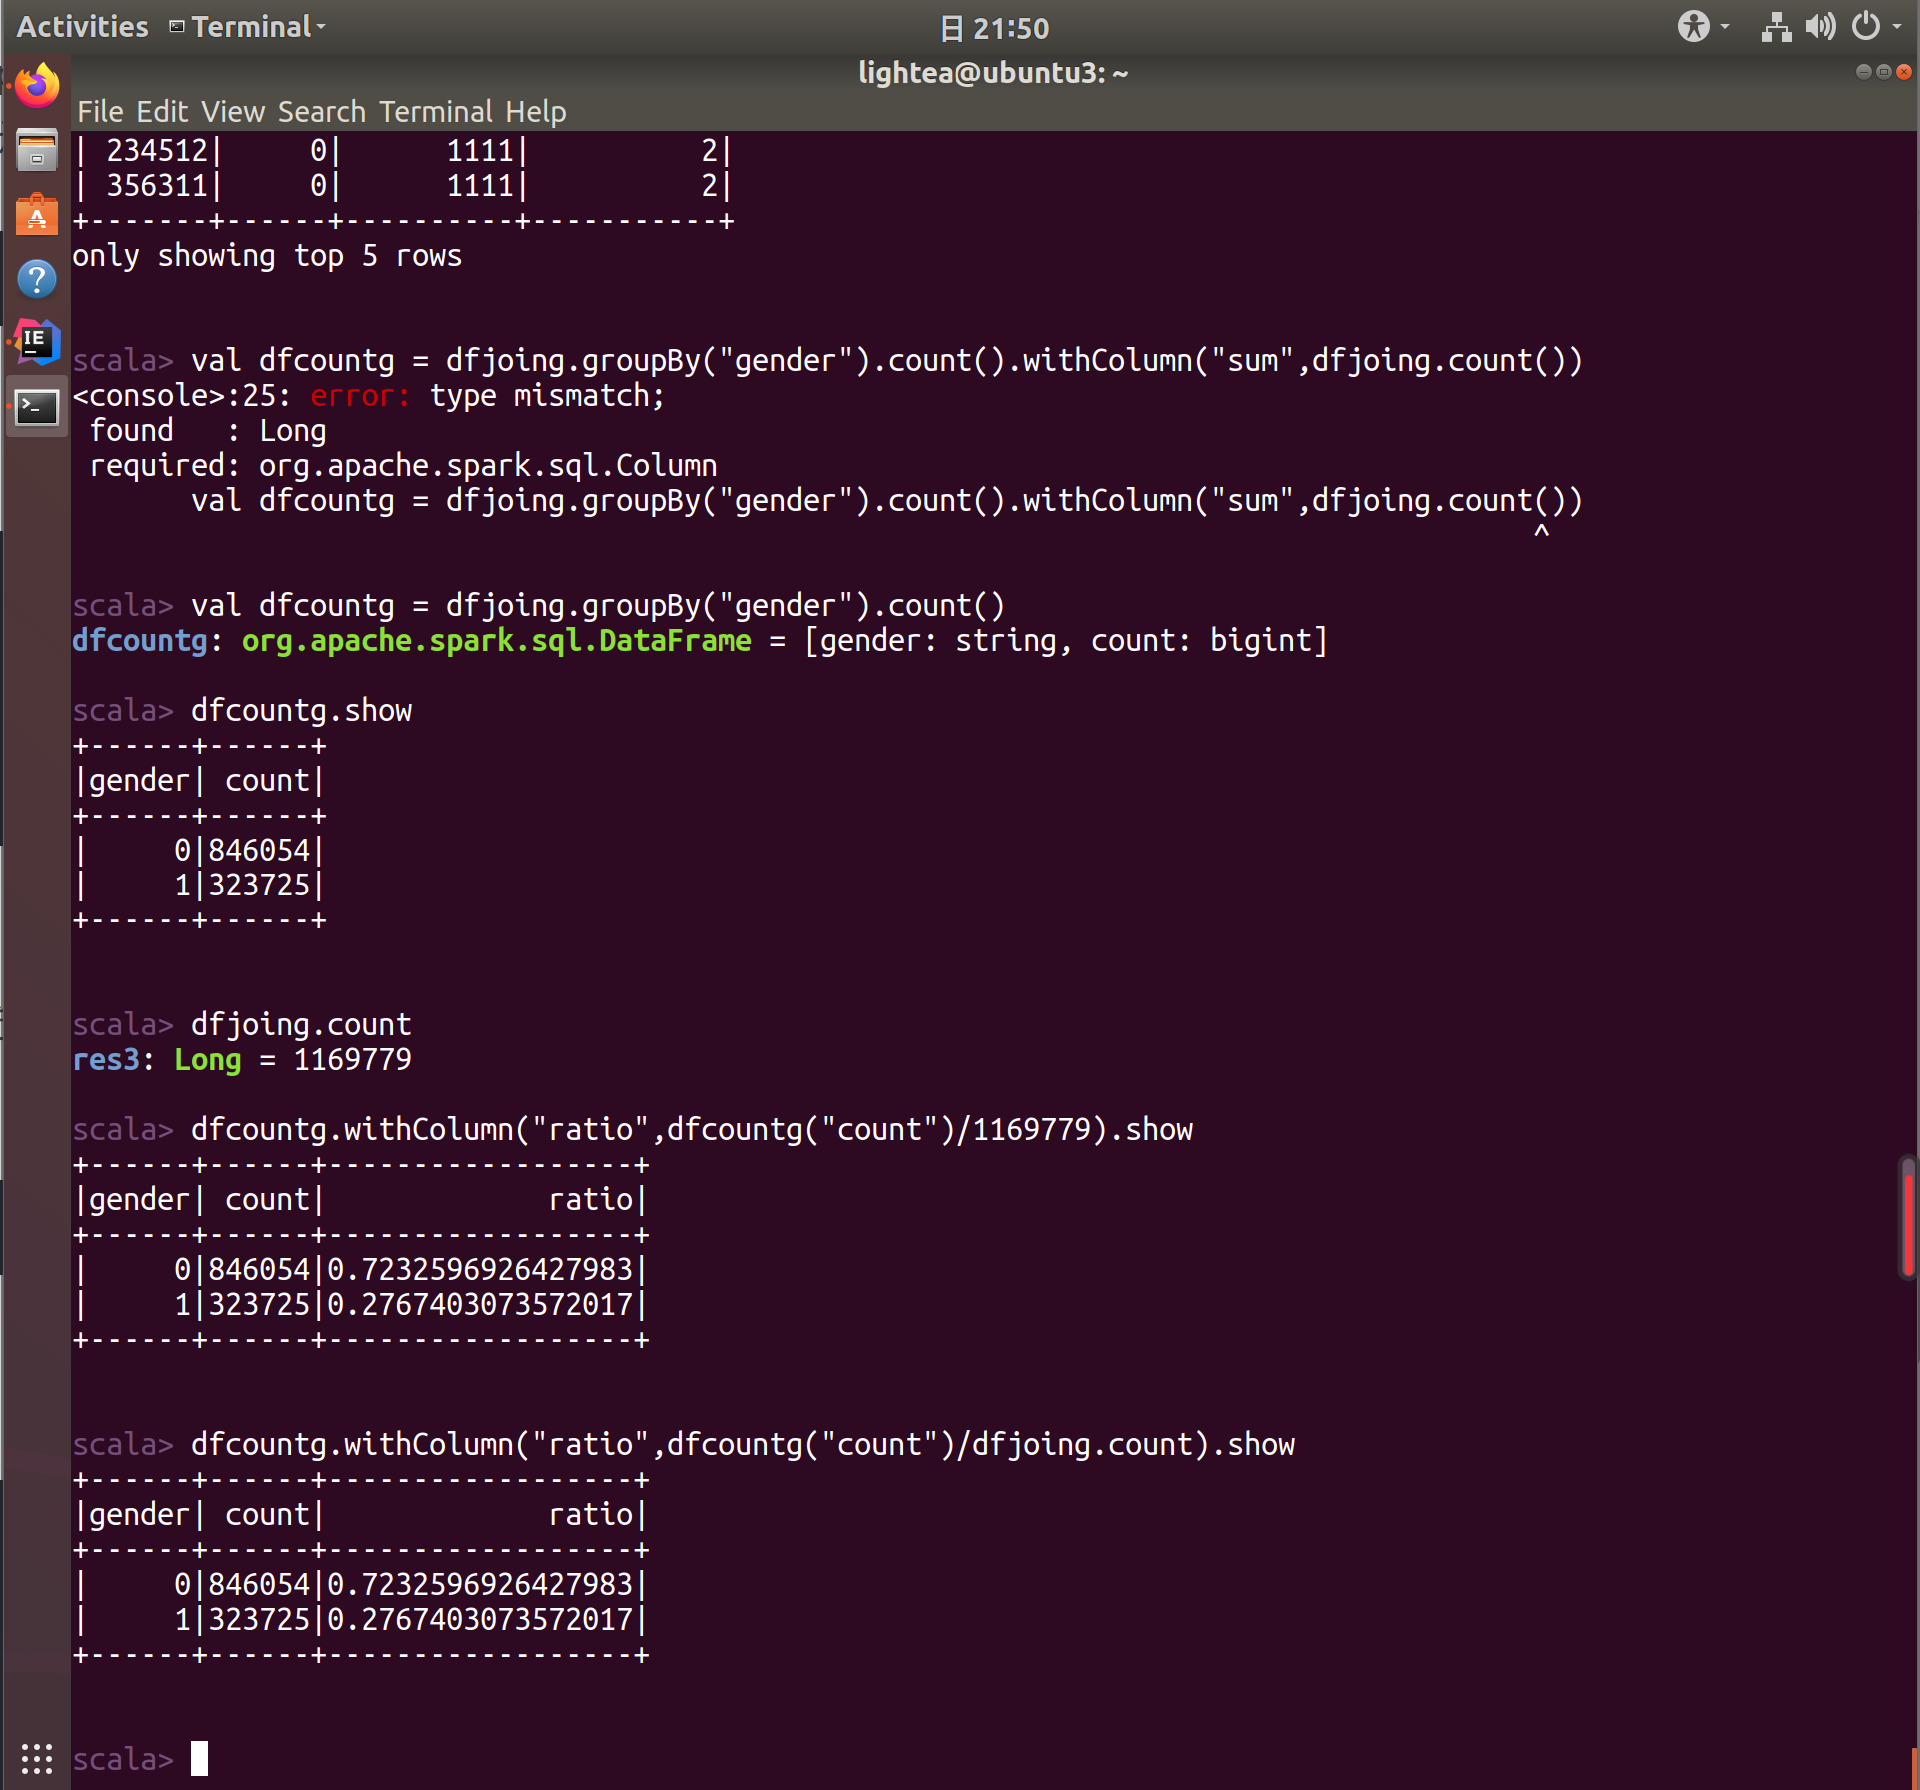 Activities Terminal 日 21:50
lightea@ubuntu3: ~
File Edit View Search Terminal Help
| 234512|     0|      1111|          2|
| 356311|     0|      1111|          2|
+-------+------+----------+-----------+
only showing top 5 rows
scala> val dfcountg = dfjoing.groupBy("gender").count().withColumn("sum",dfjoing.count())
<console>:25: error: type mismatch;
 found   : Long
 required: org.apache.spark.sql.Column
       val dfcountg = dfjoing.groupBy("gender").count().withColumn("sum",dfjoing.count())
                                                                                      ^
scala> val dfcountg = dfjoing.groupBy("gender").count()
dfcountg: org.apache.spark.sql.DataFrame = [gender: string, count: bigint]
scala> dfcountg.show
+------+------+
|gender| count|
+------+------+
|     0|846054|
|     1|323725|
+------+------+
scala> dfjoing.count
res3: Long = 1169779
scala> dfcountg.withColumn("ratio",dfcountg("count")/1169779).show
+------+------+------------------+
|gender| count|             ratio|
+------+------+------------------+
|     0|846054|0.7232596926427983|
|     1|323725|0.2767403073572017|
+------+------+------------------+
scala> dfcountg.withColumn("ratio",dfcountg("count")/dfjoing.count).show
+------+------+------------------+
|gender| count|             ratio|
+------+------+------------------+
|     0|846054|0.7232596926427983|
|     1|323725|0.2767403073572017|
+------+------+------------------+
scala>